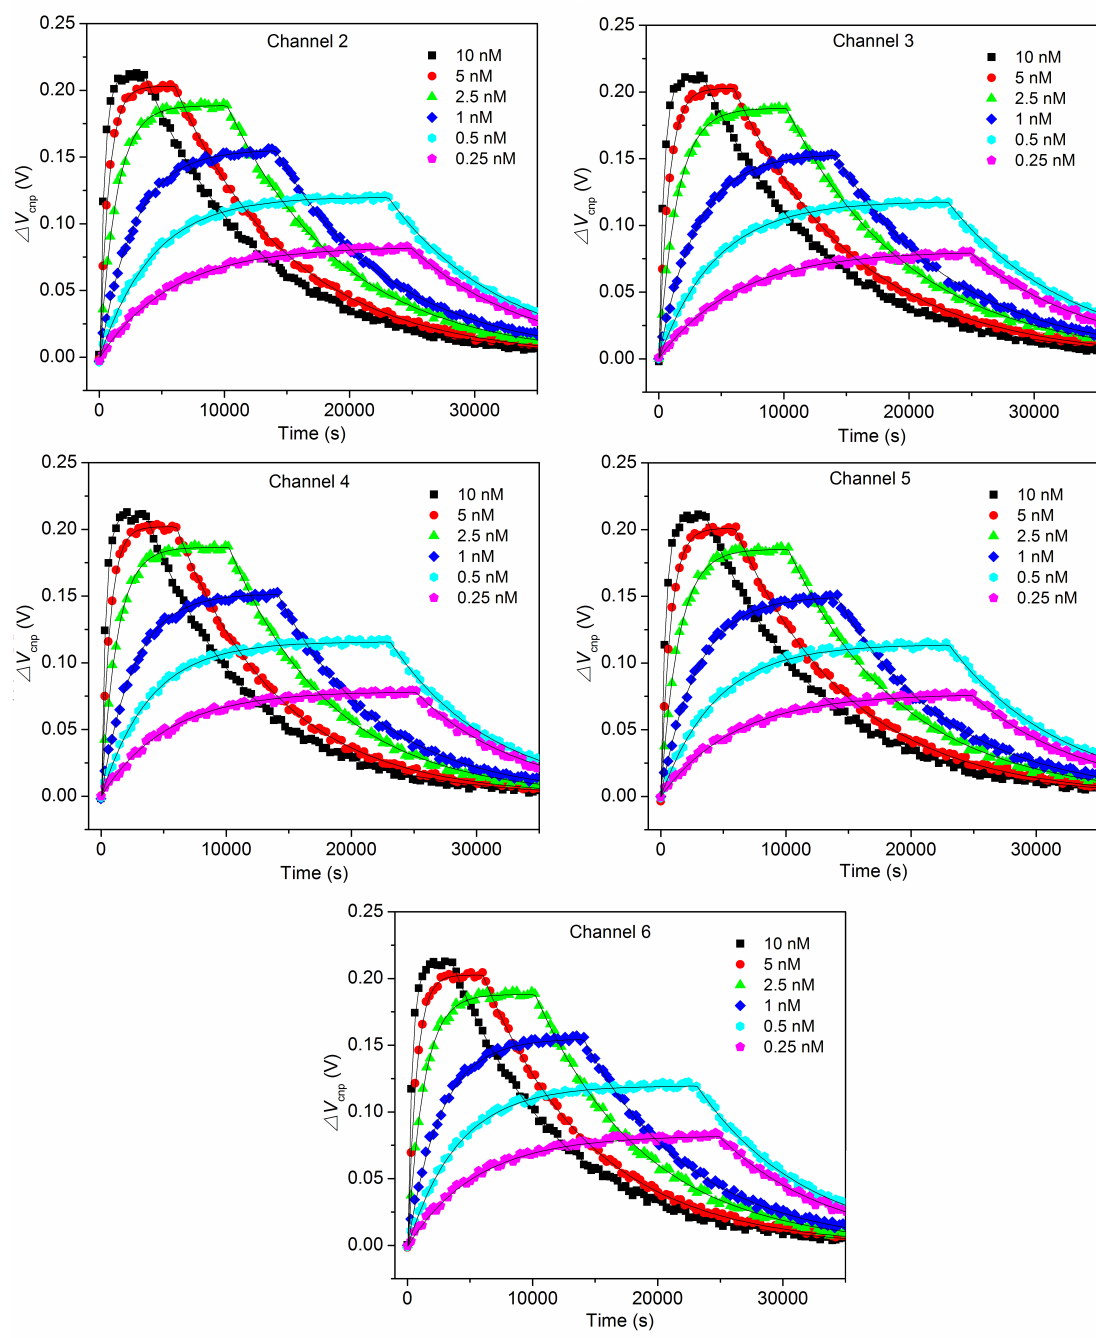 Channel 2
10 nM
5 nM
2.5 nM
1 nM
0.5 nM
0.25 nM
0.25
0.20
0.15
0.10
0.05
0.00
ΔVcnp (V)
0 10000 20000 30000
Time (s)
Channel 3
10 nM
5 nM
2.5 nM
1 nM
0.5 nM
0.25 nM
0.25
0.20
0.15
0.10
0.05
0.00
ΔVcnp (V)
0 10000 20000 30000
Time (s)
Channel 4
10 nM
5 nM
2.5 nM
1 nM
0.5 nM
0.25 nM
0.25
0.20
0.15
0.10
0.05
0.00
ΔVcnp (V)
0 10000 20000 30000
Time (s)
Channel 5
10 nM
5 nM
2.5 nM
1 nM
0.5 nM
0.25 nM
0.25
0.20
0.15
0.10
0.05
0.00
ΔVcnp (V)
0 10000 20000 30000
Time (s)
Channel 6
10 nM
5 nM
2.5 nM
1 nM
0.5 nM
0.25 nM
0.25
0.20
0.15
0.10
0.05
0.00
ΔVcnp (V)
0 10000 20000 30000
Time (s)